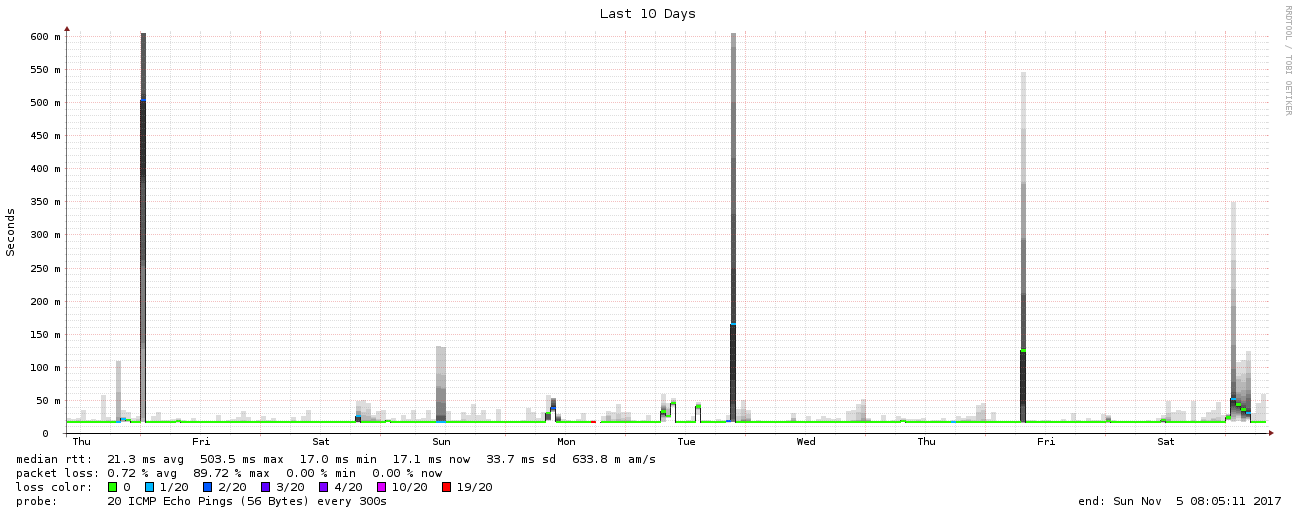 Last 10 Days
RRDTOOL / TOBI OETIKER
Seconds
600 m
550 m
500 m
450 m
400 m
350 m
300 m
250 m
200 m
150 m
100 m
50 m
0
Thu Fri Sat Sun Mon Tue Wed Thu Fri Sat
median rtt: 21.3 ms avg 503.5 ms max 17.0 ms min 17.1 ms now 33.7 ms sd 633.8 m am/s
packet loss: 0.72 % avg 89.72 % max 0.00 % min 0.00 % now
loss color: 0 1/20 2/20 3/20 4/20 10/20 19/20
probe: 20 ICMP Echo Pings (56 Bytes) every 300s end: Sun Nov 5 08:05:11 2017